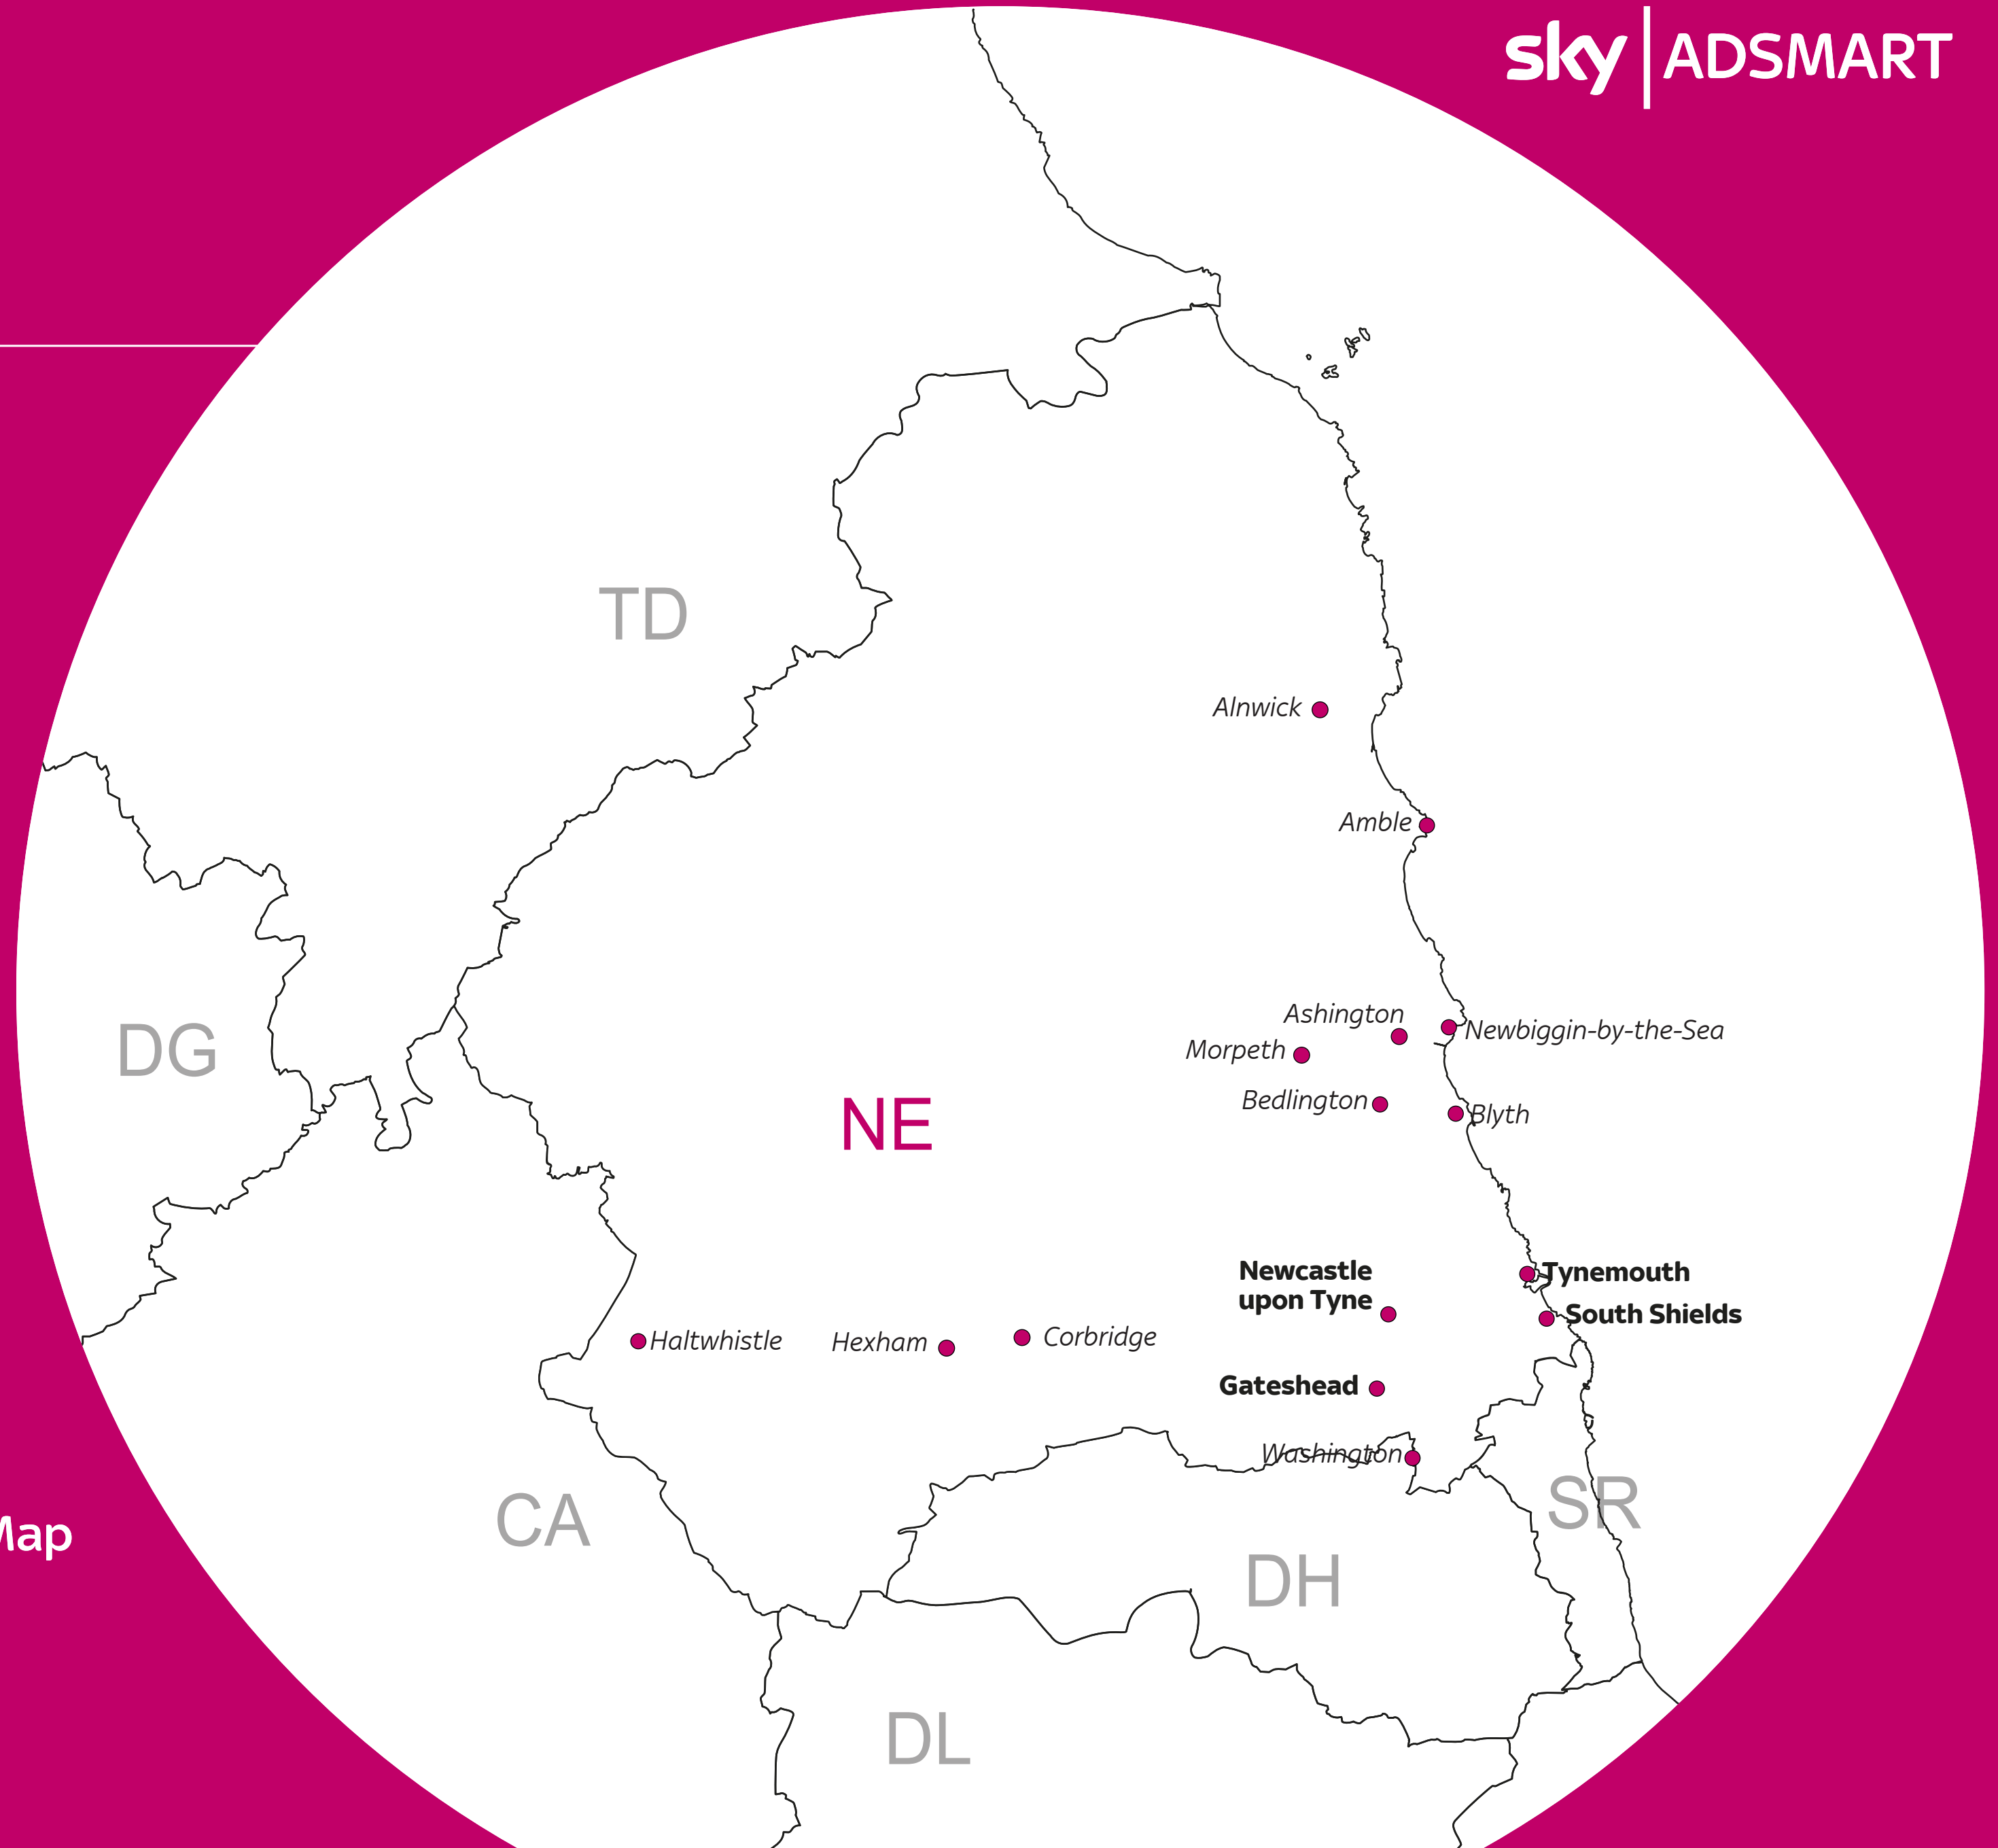 sky | ADSMART
TD
Alnwick
Amble
DG
Ashington
Newbiggin-by-the-Sea
Morpeth
NE
Bedlington
Blyth
Newcastle
upon Tyne
Tynemouth
South Shields
Haltwhistle
Hexham
Corbridge
Gateshead
Washington
CA
SR
Map
DH
DL